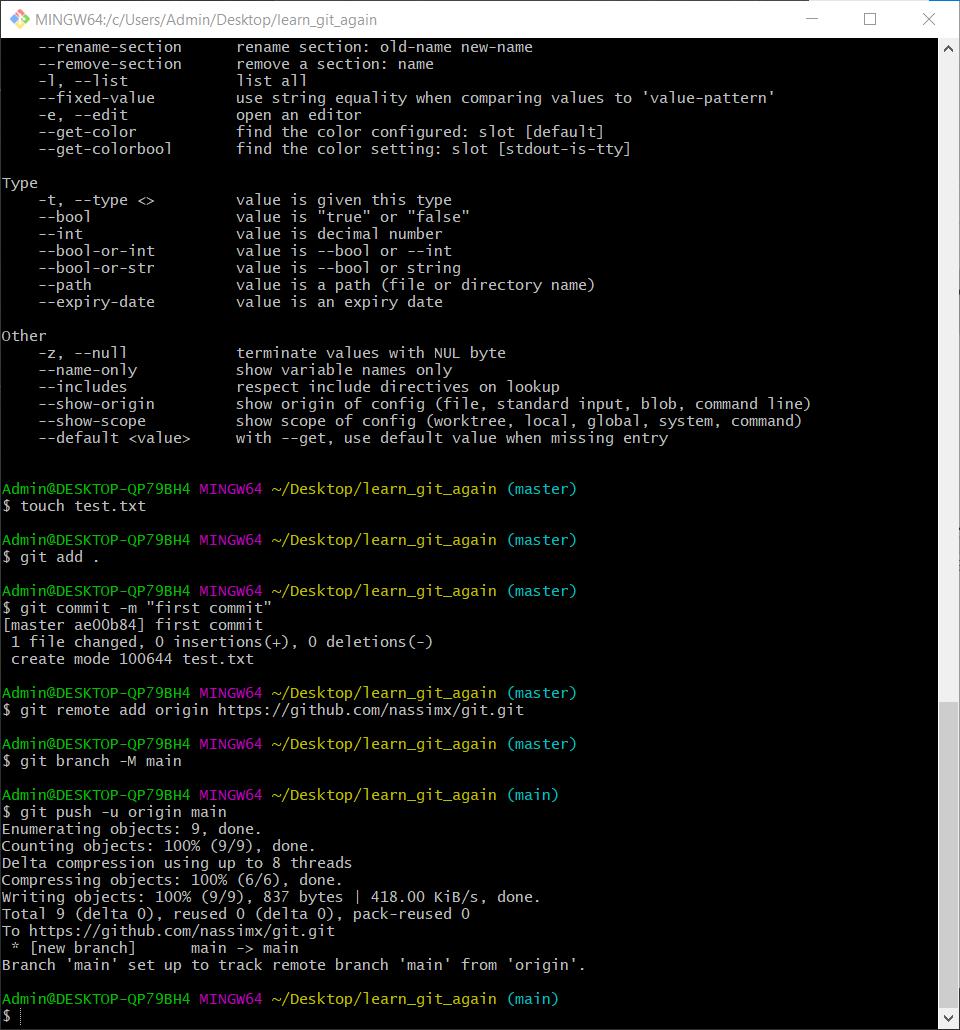 MINGW64:/c/Users/Admin/Desktop/learn_git_again
    --rename-section      rename section: old-name new-name
    --remove-section      remove a section: name
    -l, --list            list all
    --fixed-value         use string equality when comparing values to 'value-pattern'
    -e, --edit            open an editor
    --get-color           find the color configured: slot [default]
    --get-colorbool       find the color setting: slot [stdout-is-tty]

Type
    -t, --type <>         value is given this type
    --bool                value is "true" or "false"
    --int                 value is decimal number
    --bool-or-int         value is --bool or --int
    --bool-or-str         value is --bool or string
    --path                value is a path (file or directory name)
    --expiry-date         value is an expiry date

Other
    -z, --null            terminate values with NUL byte
    --name-only           show variable names only
    --includes            respect include directives on lookup
    --show-origin         show origin of config (file, standard input, blob, command line)
    --show-scope          show scope of config (worktree, local, global, system, command)
    --default <value>     with --get, use default value when missing entry


Admin@DESKTOP-QP79BH4 MINGW64 ~/Desktop/learn_git_again (master)
$ touch test.txt

Admin@DESKTOP-QP79BH4 MINGW64 ~/Desktop/learn_git_again (master)
$ git add .

Admin@DESKTOP-QP79BH4 MINGW64 ~/Desktop/learn_git_again (master)
$ git commit -m "first commit"
[master ae00b84] first commit
 1 file changed, 0 insertions(+), 0 deletions(-)
 create mode 100644 test.txt

Admin@DESKTOP-QP79BH4 MINGW64 ~/Desktop/learn_git_again (master)
$ git remote add origin https://github.com/nassimx/git.git

Admin@DESKTOP-QP79BH4 MINGW64 ~/Desktop/learn_git_again (master)
$ git branch -M main

Admin@DESKTOP-QP79BH4 MINGW64 ~/Desktop/learn_git_again (main)
$ git push -u origin main
Enumerating objects: 9, done.
Counting objects: 100% (9/9), done.
Delta compression using up to 8 threads
Compressing objects: 100% (6/6), done.
Writing objects: 100% (9/9), 837 bytes | 418.00 KiB/s, done.
Total 9 (delta 0), reused 0 (delta 0), pack-reused 0
To https://github.com/nassimx/git.git
 * [new branch]      main -> main
Branch 'main' set up to track remote branch 'main' from 'origin'.

Admin@DESKTOP-QP79BH4 MINGW64 ~/Desktop/learn_git_again (main)
$